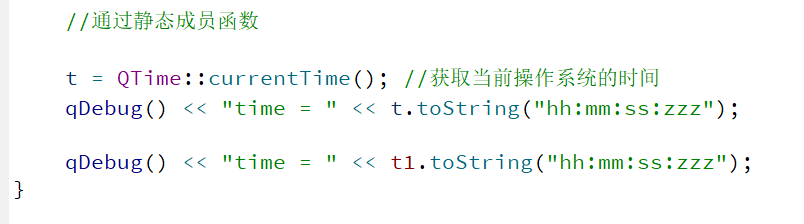 //通过静态成员函数
t = QTime::currentTime(); //获取当前操作系统的时间
qDebug() << "time = " << t.toString("hh:mm:ss:zzz");
qDebug() << "time = " << t1.toString("hh:mm:ss:zzz");
}